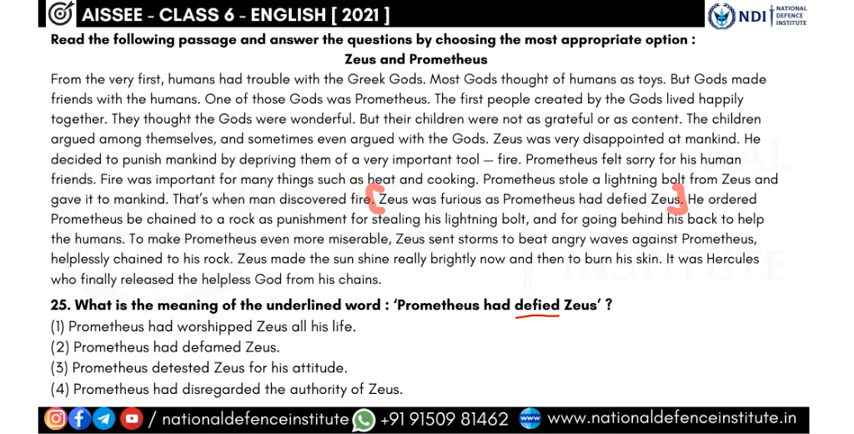 AISSEE - CLASS 6 - ENGLISH [ 2021 ]
NDI NATIONAL DEFENCE INSTITUTE
Read the following passage and answer the questions by choosing the most appropriate option :
Zeus and Prometheus
From the very first, humans had trouble with the Greek Gods. Most Gods thought of humans as toys. But Gods made
friends with the humans. One of those Gods was Prometheus. The first people created by the Gods lived happily
together. They thought the Gods were wonderful. But their children were not as grateful or as content. The children
argued among themselves, and sometimes even argued with the Gods. Zeus was very disappointed at mankind. He
decided to punish mankind by depriving them of a very important tool – fire. Prometheus felt sorry for his human
friends. Fire was important for many things such as heat and cooking. Prometheus stole a lightning bolt from Zeus and
gave it to mankind. That's when man discovered fire. Zeus was furious as Prometheus had defied Zeus. He ordered
Prometheus be chained to a rock as punishment for stealing his lightning bolt, and for going behind his back to help
the humans. To make Prometheus even more miserable, Zeus sent storms to beat angry waves against Prometheus,
helplessly chained to his rock. Zeus made the sun shine really brightly now and then to burn his skin. It was Hercules
who finally released the helpless God from his chains.
25. What is the meaning of the underlined word : 'Prometheus had defied Zeus' ?
(1) Prometheus had worshipped Zeus all his life.
(2) Prometheus had defamed Zeus.
(3) Prometheus detested Zeus for his attitude.
(4) Prometheus had disregarded the authority of Zeus.
/ nationaldefenceinstitute +91 91509 81462 www.nationaldefenceinstitute.in